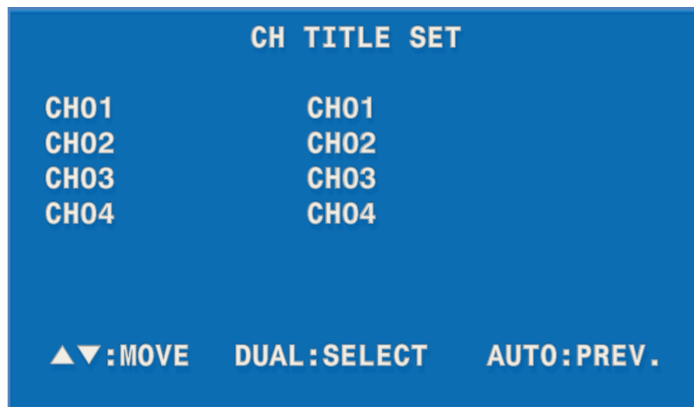 CH TITLE SET
CH01 CH01
CH02 CH02
CH03 CH03
CH04 CH04
▲▼:MOVE DUAL:SELECT AUTO:PREV.